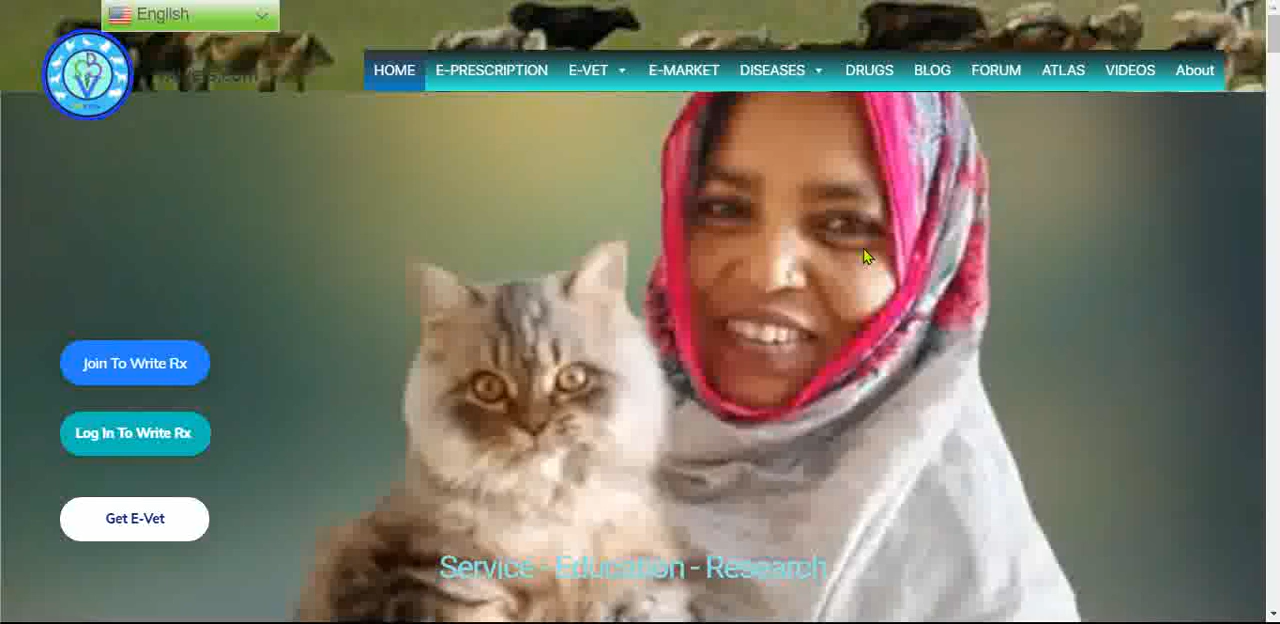 English
HOME E-PRESCRIPTION E-VET E-MARKET DISEASES DRUGS BLOG FORUM ATLAS VIDEOS About
Join To Write Rx
Log In To Write Rx
Get E-Vet
Service - Education - Research